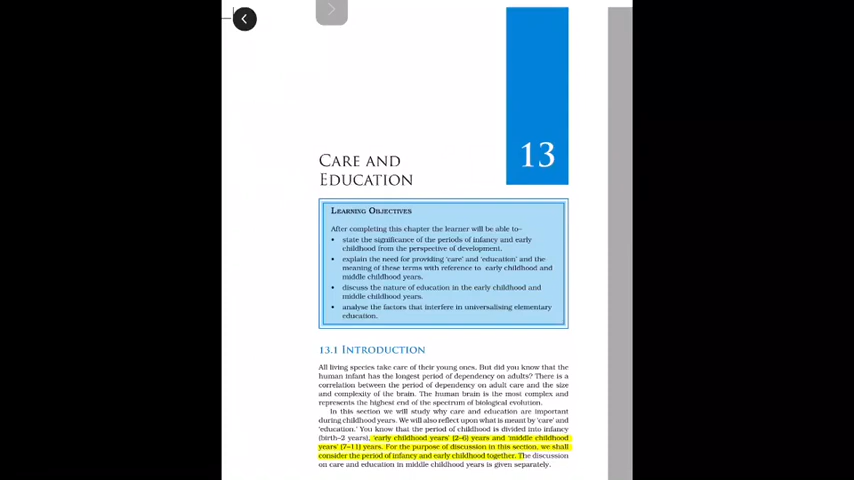 13
CARE AND
EDUCATION
LEARNING OBJECTIVES
After completing this chapter the learner will be able to–
• state the significance of the periods of infancy and early
childhood from the perspective of development.
• explain the need for providing 'care' and 'education' and the
meaning of these terms with reference to early childhood and
middle childhood years.
• discuss the nature of education in the early childhood and
middle childhood years.
• analyse the factors that interfere in universalising elementary
education.
13.1 INTRODUCTION
All living species take care of their young ones. But did you know that the
human infant has the longest period of dependency on adults? There is a
correlation between the period of dependency on adult care and the size
and complexity of the brain. The human brain is the most complex and
represents the highest end of the spectrum of biological evolution.
In this section we will study why care and education are important
during childhood years. We will also reflect upon what is meant by 'care' and
'education.' You know that the period of childhood is divided into infancy
(birth–2 years), 'early childhood years' (2–6) years and 'middle childhood
years' (7–11) years. For the purpose of discussion in this section, we shall
consider the period of infancy and early childhood together. The discussion
on care and education in middle childhood years is given separately.